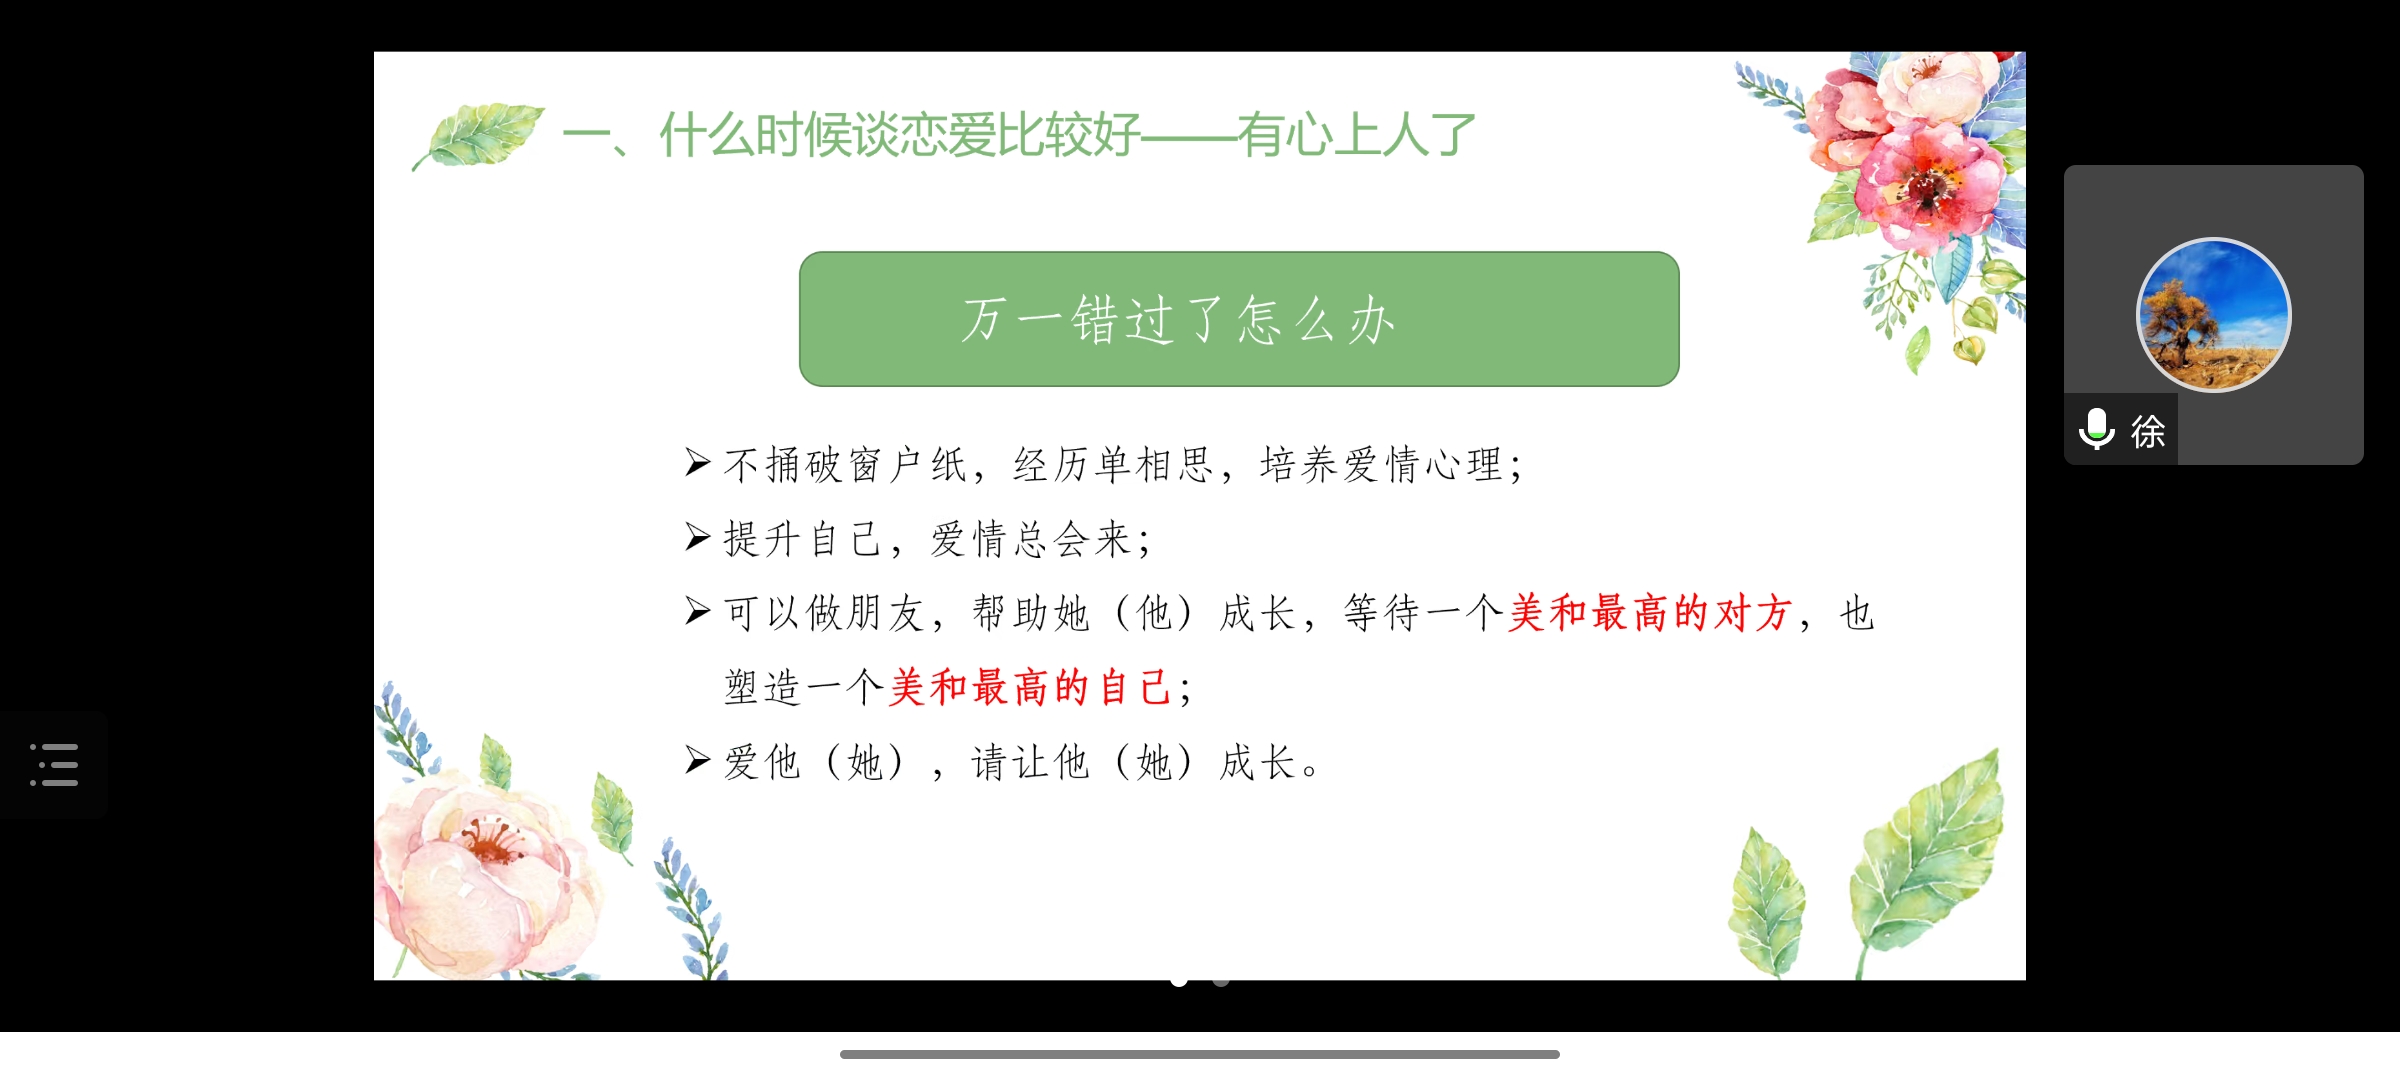 一、什么时候谈恋爱比较好——有心上人了
万一错过了怎么办
不捅破窗户纸，经历单相思，培养爱情心理；
提升自己，爱情总会来；
可以做朋友，帮助她（他）成长，等待一个美和最高的对方，也
塑造一个美和最高的自己；
爱他（她），请让他（她）成长。
徐